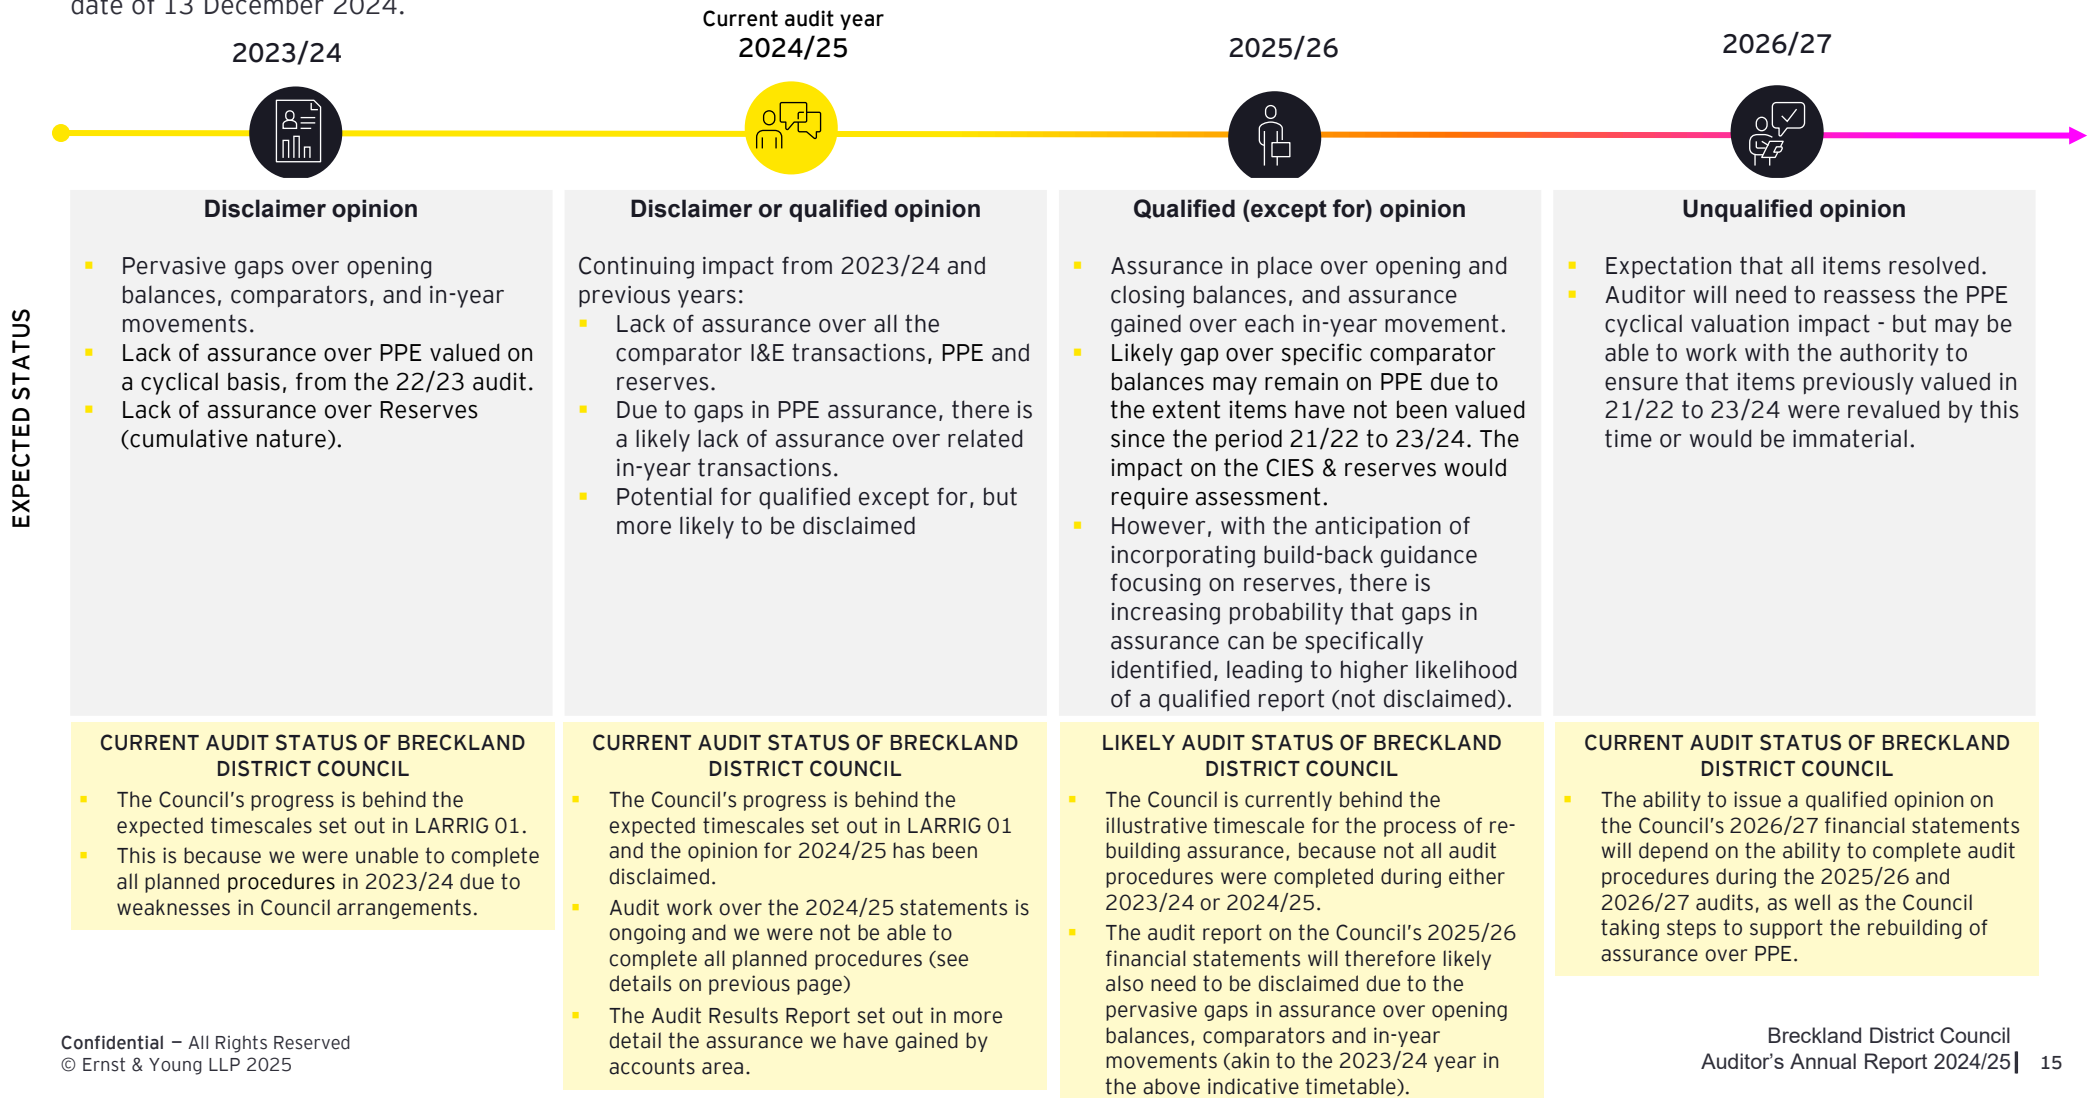 date of 13 December 2024.
2023/24
Current audit year
2024/25
2025/26
2026/27
EXPECTED STATUS
Disclaimer opinion
▪ Pervasive gaps over opening
balances, comparators, and in-year
movements.
▪ Lack of assurance over PPE valued on
a cyclical basis, from the 22/23 audit.
▪ Lack of assurance over Reserves
(cumulative nature).
Disclaimer or qualified opinion
Continuing impact from 2023/24 and
previous years:
▪ Lack of assurance over all the
comparator I&E transactions, PPE and
reserves.
▪ Due to gaps in PPE assurance, there is
a likely lack of assurance over related
in-year transactions.
▪ Potential for qualified except for, but
more likely to be disclaimed
Qualified (except for) opinion
▪ Assurance in place over opening and
closing balances, and assurance
gained over each in-year movement.
▪ Likely gap over specific comparator
balances may remain on PPE due to
the extent items have not been valued
since the period 21/22 to 23/24. The
impact on the CIES & reserves would
require assessment.
▪ However, with the anticipation of
incorporating build-back guidance
focusing on reserves, there is
increasing probability that gaps in
assurance can be specifically
identified, leading to higher likelihood
of a qualified report (not disclaimed).
Unqualified opinion
▪ Expectation that all items resolved.
▪ Auditor will need to reassess the PPE
cyclical valuation impact - but may be
able to work with the authority to
ensure that items previously valued in
21/22 to 23/24 were revalued by this
time or would be immaterial.
CURRENT AUDIT STATUS OF BRECKLAND
DISTRICT COUNCIL
▪ The Council's progress is behind the
expected timescales set out in LARRIG 01.
▪ This is because we were unable to complete
all planned procedures in 2023/24 due to
weaknesses in Council arrangements.
CURRENT AUDIT STATUS OF BRECKLAND
DISTRICT COUNCIL
▪ The Council's progress is behind the
expected timescales set out in LARRIG 01
and the opinion for 2024/25 has been
disclaimed.
▪ Audit work over the 2024/25 statements is
ongoing and we were not be able to
complete all planned procedures (see
details on previous page)
▪ The Audit Results Report set out in more
detail the assurance we have gained by
accounts area.
LIKELY AUDIT STATUS OF BRECKLAND
DISTRICT COUNCIL
▪ The Council is currently behind the
illustrative timescale for the process of re-
building assurance, because not all audit
procedures were completed during either
2023/24 or 2024/25.
▪ The audit report on the Council's 2025/26
financial statements will therefore likely
also need to be disclaimed due to the
pervasive gaps in assurance over opening
balances, comparators and in-year
movements (akin to the 2023/24 year in
the above indicative timetable).
CURRENT AUDIT STATUS OF BRECKLAND
DISTRICT COUNCIL
▪ The ability to issue a qualified opinion on
the Council's 2026/27 financial statements
will depend on the ability to complete audit
procedures during the 2025/26 and
2026/27 audits, as well as the Council
taking steps to support the rebuilding of
assurance over PPE.
Confidential — All Rights Reserved
© Ernst & Young LLP 2025
Breckland District Council
Auditor's Annual Report 2024/25 | 15